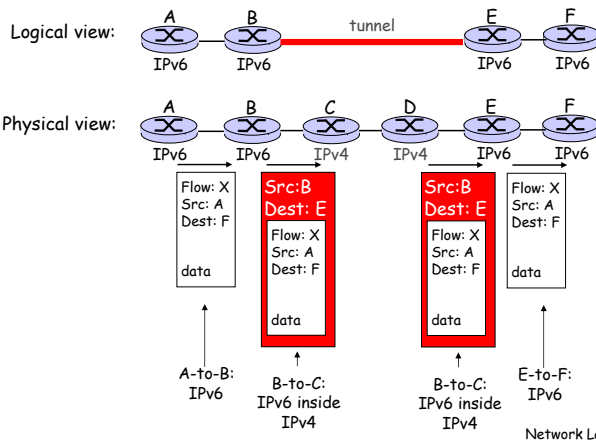 A B E F
Logical view: tunnel
IPv6 IPv6 IPv6 IPv6
A B C D E F
Physical view:
IPv6 IPv6 IPv4 IPv4 IPv6 IPv6
Flow: X
Src: A
Dest: F
data
Src:B
Dest: E
Flow: X
Src: A
Dest: F
data
Src:B
Dest: E
Flow: X
Src: A
Dest: F
data
Flow: X
Src: A
Dest: F
data
A-to-B:
IPv6
B-to-C:
IPv6 inside
IPv4
B-to-C:
IPv6 inside
IPv4
E-to-F:
IPv6
Network